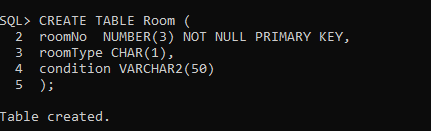 SQL> CREATE TABLE Room (
  2  roomNo  NUMBER(3) NOT NULL PRIMARY KEY,
  3  roomType CHAR(1),
  4  condition VARCHAR2(50)
  5  );
Table created.